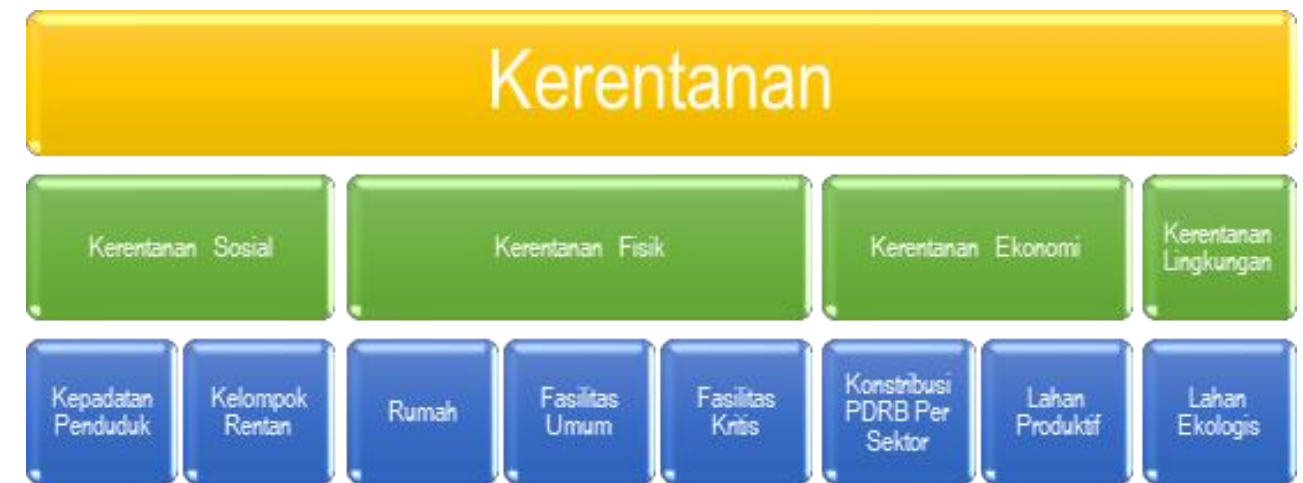 Kerentanan
Kerentanan Sosial
Kerentanan Fisik
Kerentanan Ekonomi
Kerentanan
Lingkungan
Kepadatan
Penduduk
Kelompok
Rentan
Rumah
Fasilitas
Umum
Fasilitas
Kritis
Konstribusi
PDRB Per
Sektor
Lahan
Produktif
Lahan
Ekologis